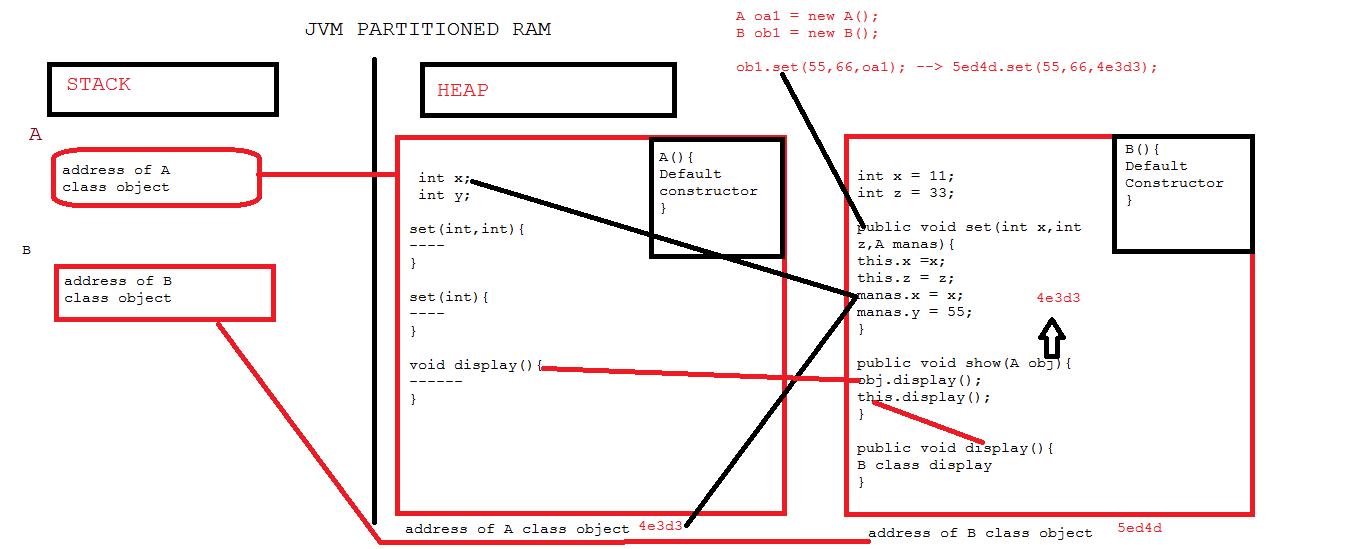 JVM PARTITIONED RAM
A oa1 = new A();
B ob1 = new B();
ob1.set(55,66,oa1); --> 5ed4d.set(55,66,4e3d3);
STACK
HEAP
A
address of A
class object
B
address of B
class object
int x;
int y;
set(int,int){
----
}
set(int){
----
}
void display(){
------
}
A(){
Default
constructor
}
address of A class object 4e3d3
int x = 11;
int z = 33;
public void set(int x,int
z,A manas){
this.x =x;
this.z = z;
manas.x = x;
manas.y = 55;
}
4e3d3
public void show(A obj){
obj.display();
this.display();
}
public void display(){
B class display
}
B(){
Default
Constructor
}
address of B class object 5ed4d